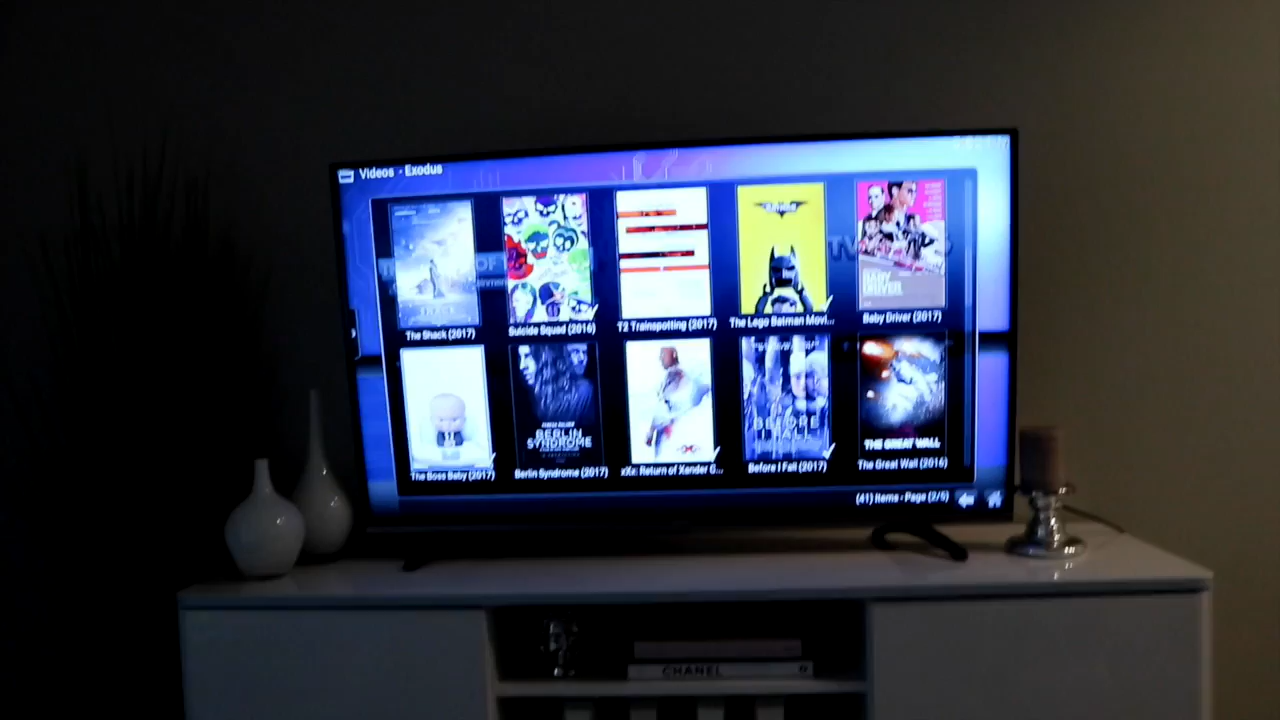 Videos - Exodus
TV
OF
BABY
DRIVER
The Shack (2017)
Suicide Squad (2016)
T2 Trainspotting (2017)
The Lego Batman Movi...
Baby Driver (2017)
BERLIN
SYNDROME
BEFORE
I FALL
THE GREAT WALL
The Boss Baby (2017)
Berlin Syndrome (2017)
xXx: Return of Xander C...
Before I Fall (2017)
The Great Wall (2016)
(41) Items - Page (2/5)
CHANEL